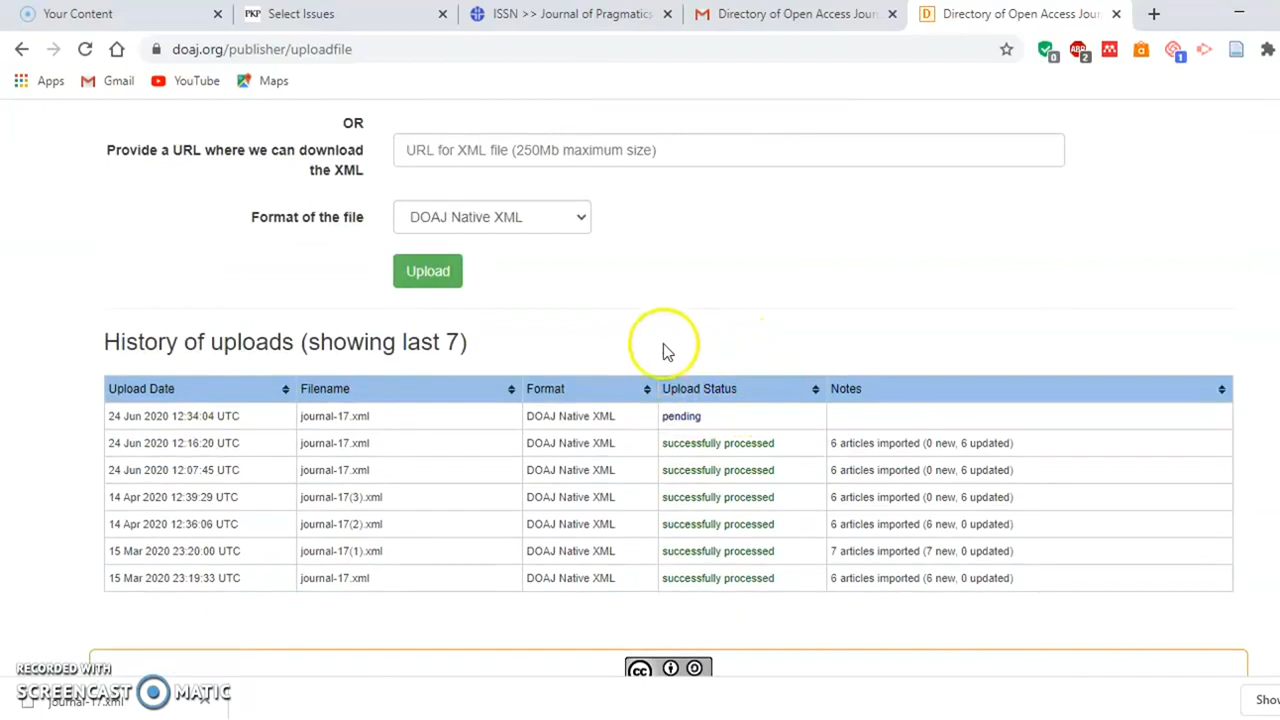 Your Content
PKP Select Issues
ISSN >> Journal of Pragmatics
Directory of Open Access Jour
Directory of Open Access Jour
doaj.org/publisher/uploadfile
0
ABP
2
1
Apps
Gmail
YouTube
Maps
OR
Provide a URL where we can download
the XML
URL for XML file (250Mb maximum size)
Format of the file
DOAJ Native XML
Upload
History of uploads (showing last 7)
Upload Date Filename Format Upload Status Notes
24 Jun 2020 12:34:04 UTC journal-17.xml DOAJ Native XML pending
24 Jun 2020 12:16:20 UTC journal-17.xml DOAJ Native XML successfully processed 6 articles imported (0 new, 6 updated)
24 Jun 2020 12:07:45 UTC journal-17.xml DOAJ Native XML successfully processed 6 articles imported (0 new, 6 updated)
14 Apr 2020 12:39:29 UTC journal-17(3).xml DOAJ Native XML successfully processed 6 articles imported (0 new, 6 updated)
14 Apr 2020 12:36:06 UTC journal-17(2).xml DOAJ Native XML successfully processed 6 articles imported (6 new, 0 updated)
15 Mar 2020 23:20:00 UTC journal-17(1).xml DOAJ Native XML successfully processed 7 articles imported (7 new, 0 updated)
15 Mar 2020 23:19:33 UTC journal-17.xml DOAJ Native XML successfully processed 6 articles imported (6 new, 0 updated)
cc
RECORDED WITH
SCREENCAST MATIC
journal-17.xml
Show